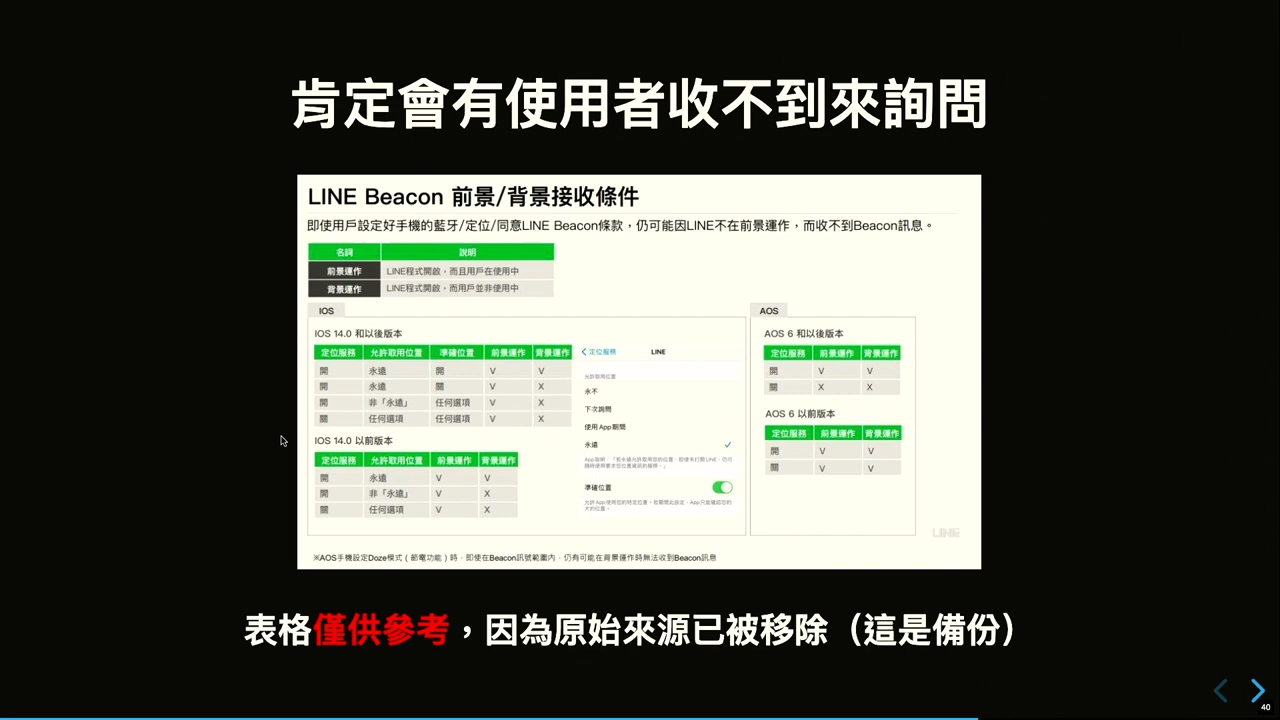 肯定會有使用者收不到來詢問
LINE Beacon 前景/背景接收條件
即使用戶設定好手機的藍牙/定位/同意LINE Beacon條款，仍可能因LINE不在前景運作，而收不到Beacon訊息。
名詞 說明
前景運作 LINE程式開啟，而且用戶在使用中
背景運作 LINE程式開啟，而用戶並非使用中
IOS
IOS 14.0 和以後版本
定位服務 允許取用位置 準確位置 前景運作 背景運作
開 永遠 開 V V
開 永遠 關 V X
開 非「永遠」 任何選項 V X
關 任何選項 任何選項 V X
IOS 14.0 以前版本
定位服務 允許取用位置 前景運作 背景運作
開 永遠 V V
開 非「永遠」 V X
關 任何選項 V X
定位服務 LINE
允許取用位置
永不
下次詢問
使用 App 期間
永遠
準確位置
AOS
AOS 6 和以後版本
定位服務 前景運作 背景運作
開 V V
關 X X
AOS 6 以前版本
定位服務 前景運作 背景運作
開 V V
關 V V
LINE
※AOS手機設定Doze模式（節電功能）時，即使在Beacon訊號範圍內，仍有可能在背景運作時無法收到Beacon訊息
表格僅供參考，因為原始來源已被移除（這是備份）
40